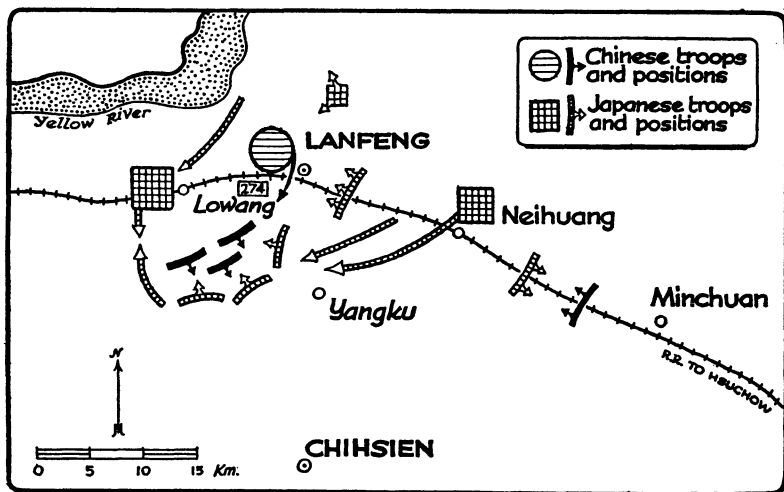 Chinese troops
and positions
Japanese troops
and positions
Yellow River
LANFENG
274
Lowang
Neihuang
Yangku
Minchuan
R.R. TO HSUCHOW
N
CHIHSIEN
0 5 10 15 Km.